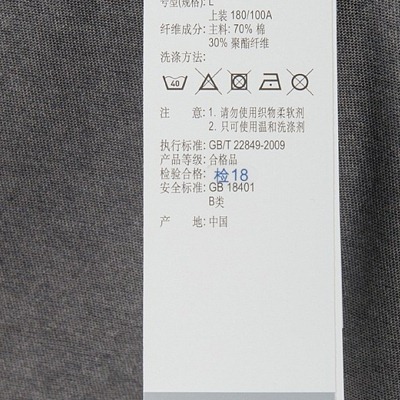 号型(规格): L
上装 180/100A
纤维成分: 主料: 70% 棉
30% 聚酯纤维
洗涤方法:
40
注 意: 1. 请勿使用织物柔软剂
2. 只可使用温和洗涤剂
执行标准: GB/T 22849-2009
产品等级: 合格品
检验合格: 检18
安全标准: GB 18401
B类
产 地: 中国